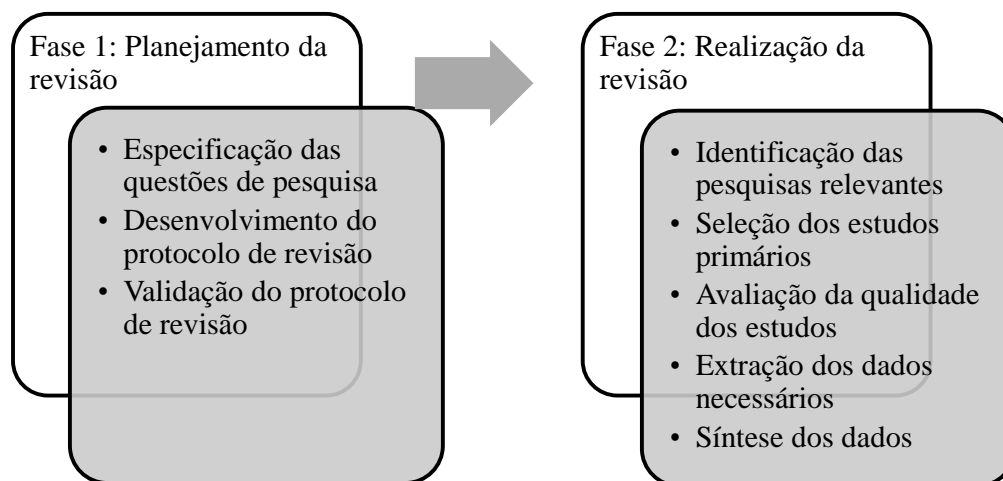 Fase 1: Planejamento da
revisão
• Especificação das
questões de pesquisa
• Desenvolvimento do
protocolo de revisão
• Validação do protocolo
de revisão
Fase 2: Realização da
revisão
• Identificação das
pesquisas relevantes
• Seleção dos estudos
primários
• Avaliação da qualidade
dos estudos
• Extração dos dados
necessários
• Síntese dos dados